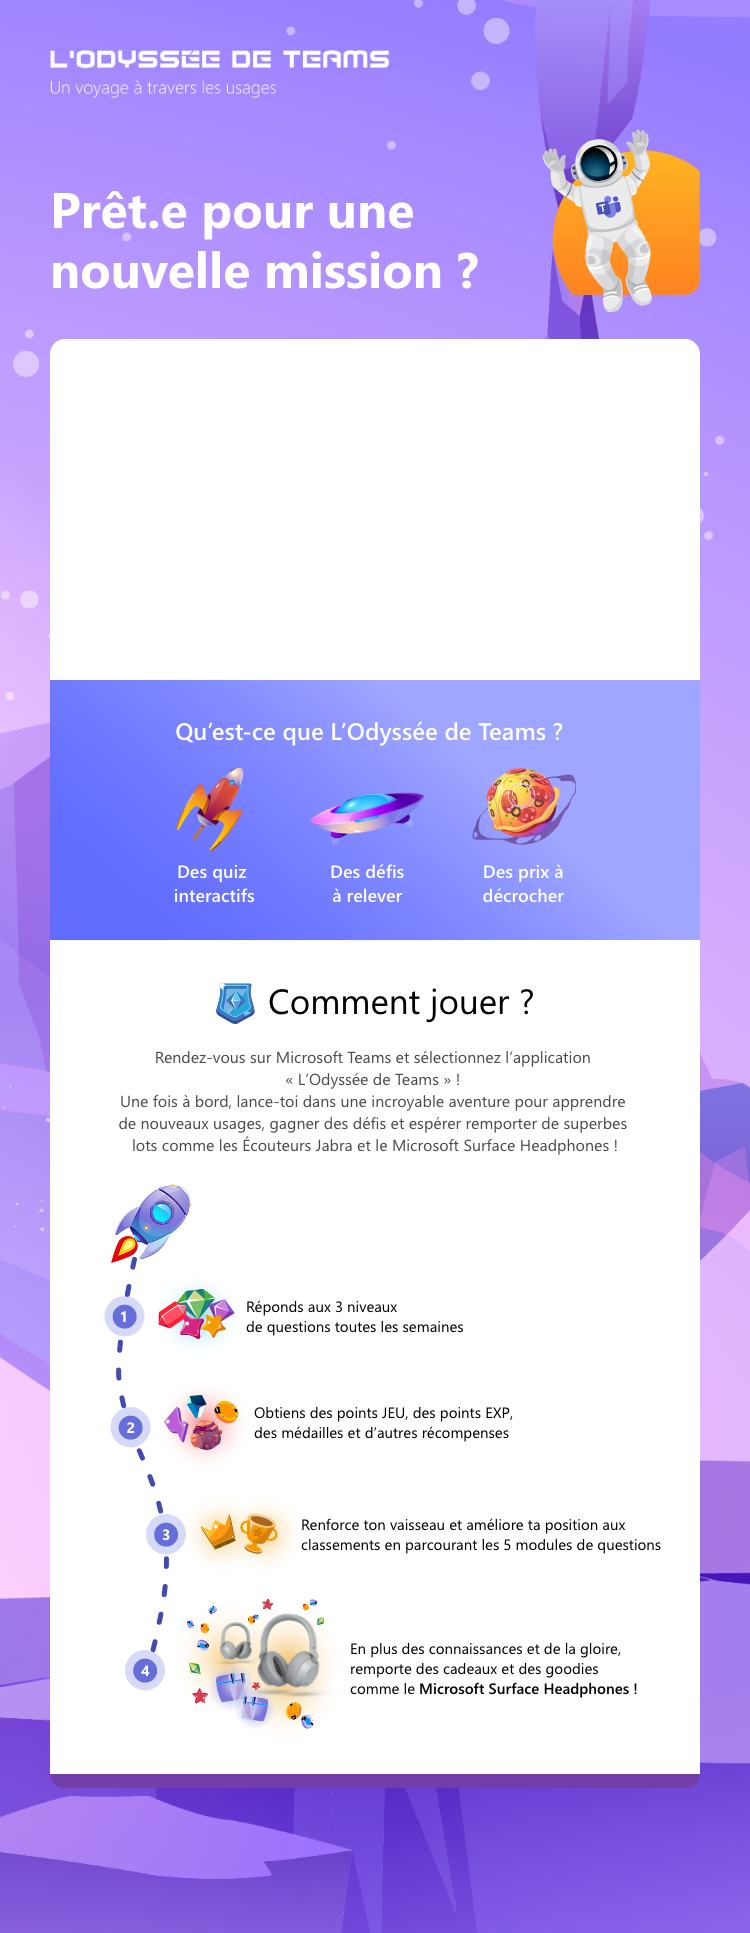 L'ODYSSÉE DE TEAMS
Un voyage à travers les usages
Prêt.e pour une
nouvelle mission ?
T
Qu’est-ce que L’Odyssée de Teams ?
Des quiz
interactifs
Des défis
à relever
Des prix à
décrocher
Comment jouer ?
Rendez-vous sur Microsoft Teams et sélectionnez l’application
« L’Odyssée de Teams » !
Une fois à bord, lance-toi dans une incroyable aventure pour apprendre
de nouveaux usages, gagner des défis et espérer remporter de superbes
lots comme les Écouteurs Jabra et le Microsoft Surface Headphones !
1
Réponds aux 3 niveaux
de questions toutes les semaines
2
Obtiens des points JEU, des points EXP,
des médailles et d’autres récompenses
3
Renforce ton vaisseau et améliore ta position aux
classements en parcourant les 5 modules de questions
4
En plus des connaissances et de la gloire,
remporte des cadeaux et des goodies
comme le Microsoft Surface Headphones !